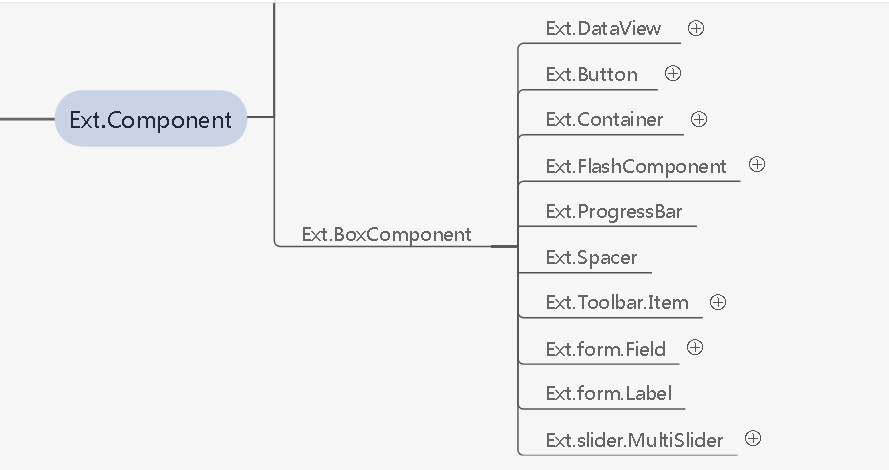 Ext.Component
Ext.BoxComponent
Ext.DataView
Ext.Button
Ext.Container
Ext.FlashComponent
Ext.ProgressBar
Ext.Spacer
Ext.Toolbar.Item
Ext.form.Field
Ext.form.Label
Ext.slider.MultiSlider